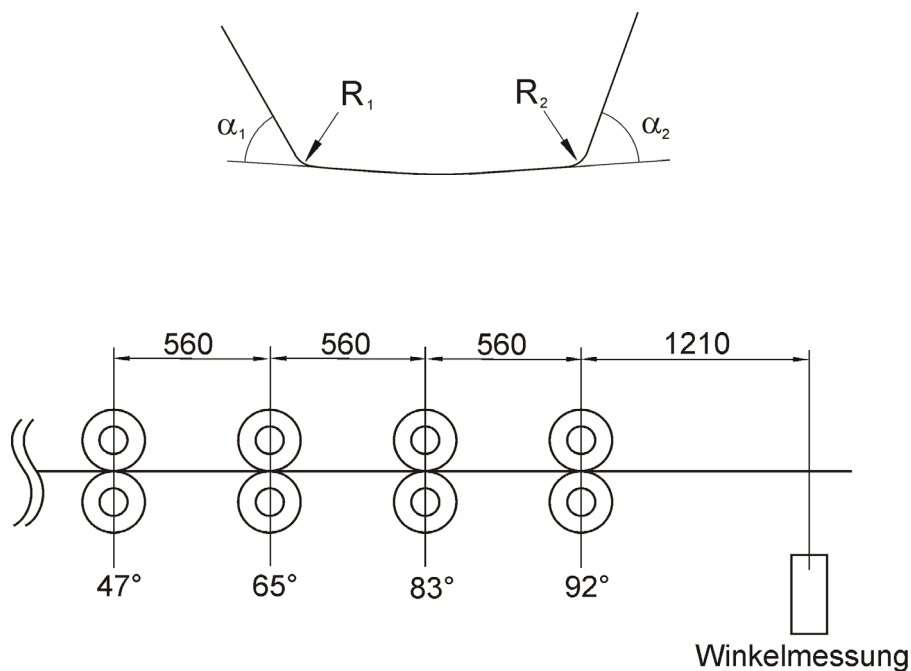 R₁ R₂
α₁ α₂
560 560 560 1210
47° 65° 83° 92°
Winkelmessung